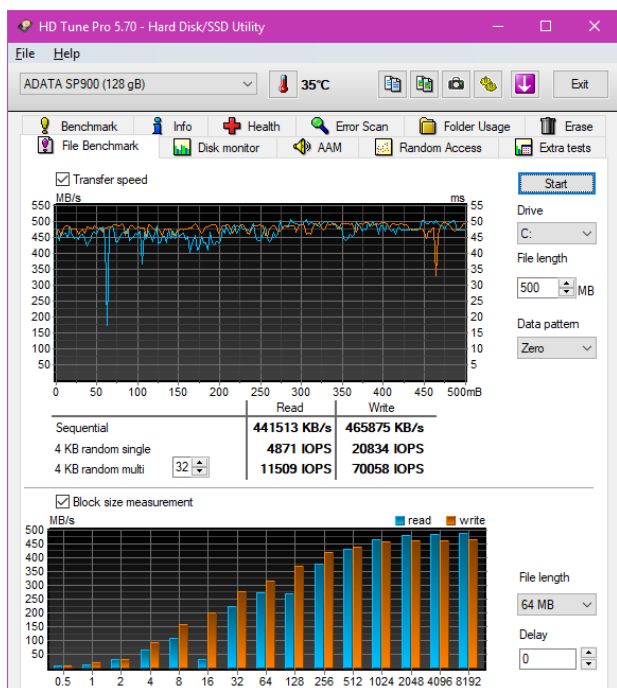 HD Tune Pro 5.70 - Hard Disk/SSD Utility
File Help
ADATA SP900 (128 gB) 35°C Exit
Benchmark Info Health Error Scan Folder Usage Erase
File Benchmark Disk monitor AAM Random Access Extra tests
Transfer speed
MB/s ms
550 55
500 50
450 45
400 40
350 35
300 30
250 25
200 20
150 15
100 10
50 5
0 50 100 150 200 250 300 350 400 450 500mB
Read Write
Sequential 441513 KB/s 465875 KB/s
4 KB random single 4871 IOPS 20834 IOPS
4 KB random multi 32 11509 IOPS 70058 IOPS
Start
Drive
C:
File length
500 MB
Data pattern
Zero
Block size measurement
MB/s read write
500
450
400
350
300
250
200
150
100
50
0.5 1 2 4 8 16 32 64 128 256 512 1024 2048 4096 8192
File length
64 MB
Delay
0